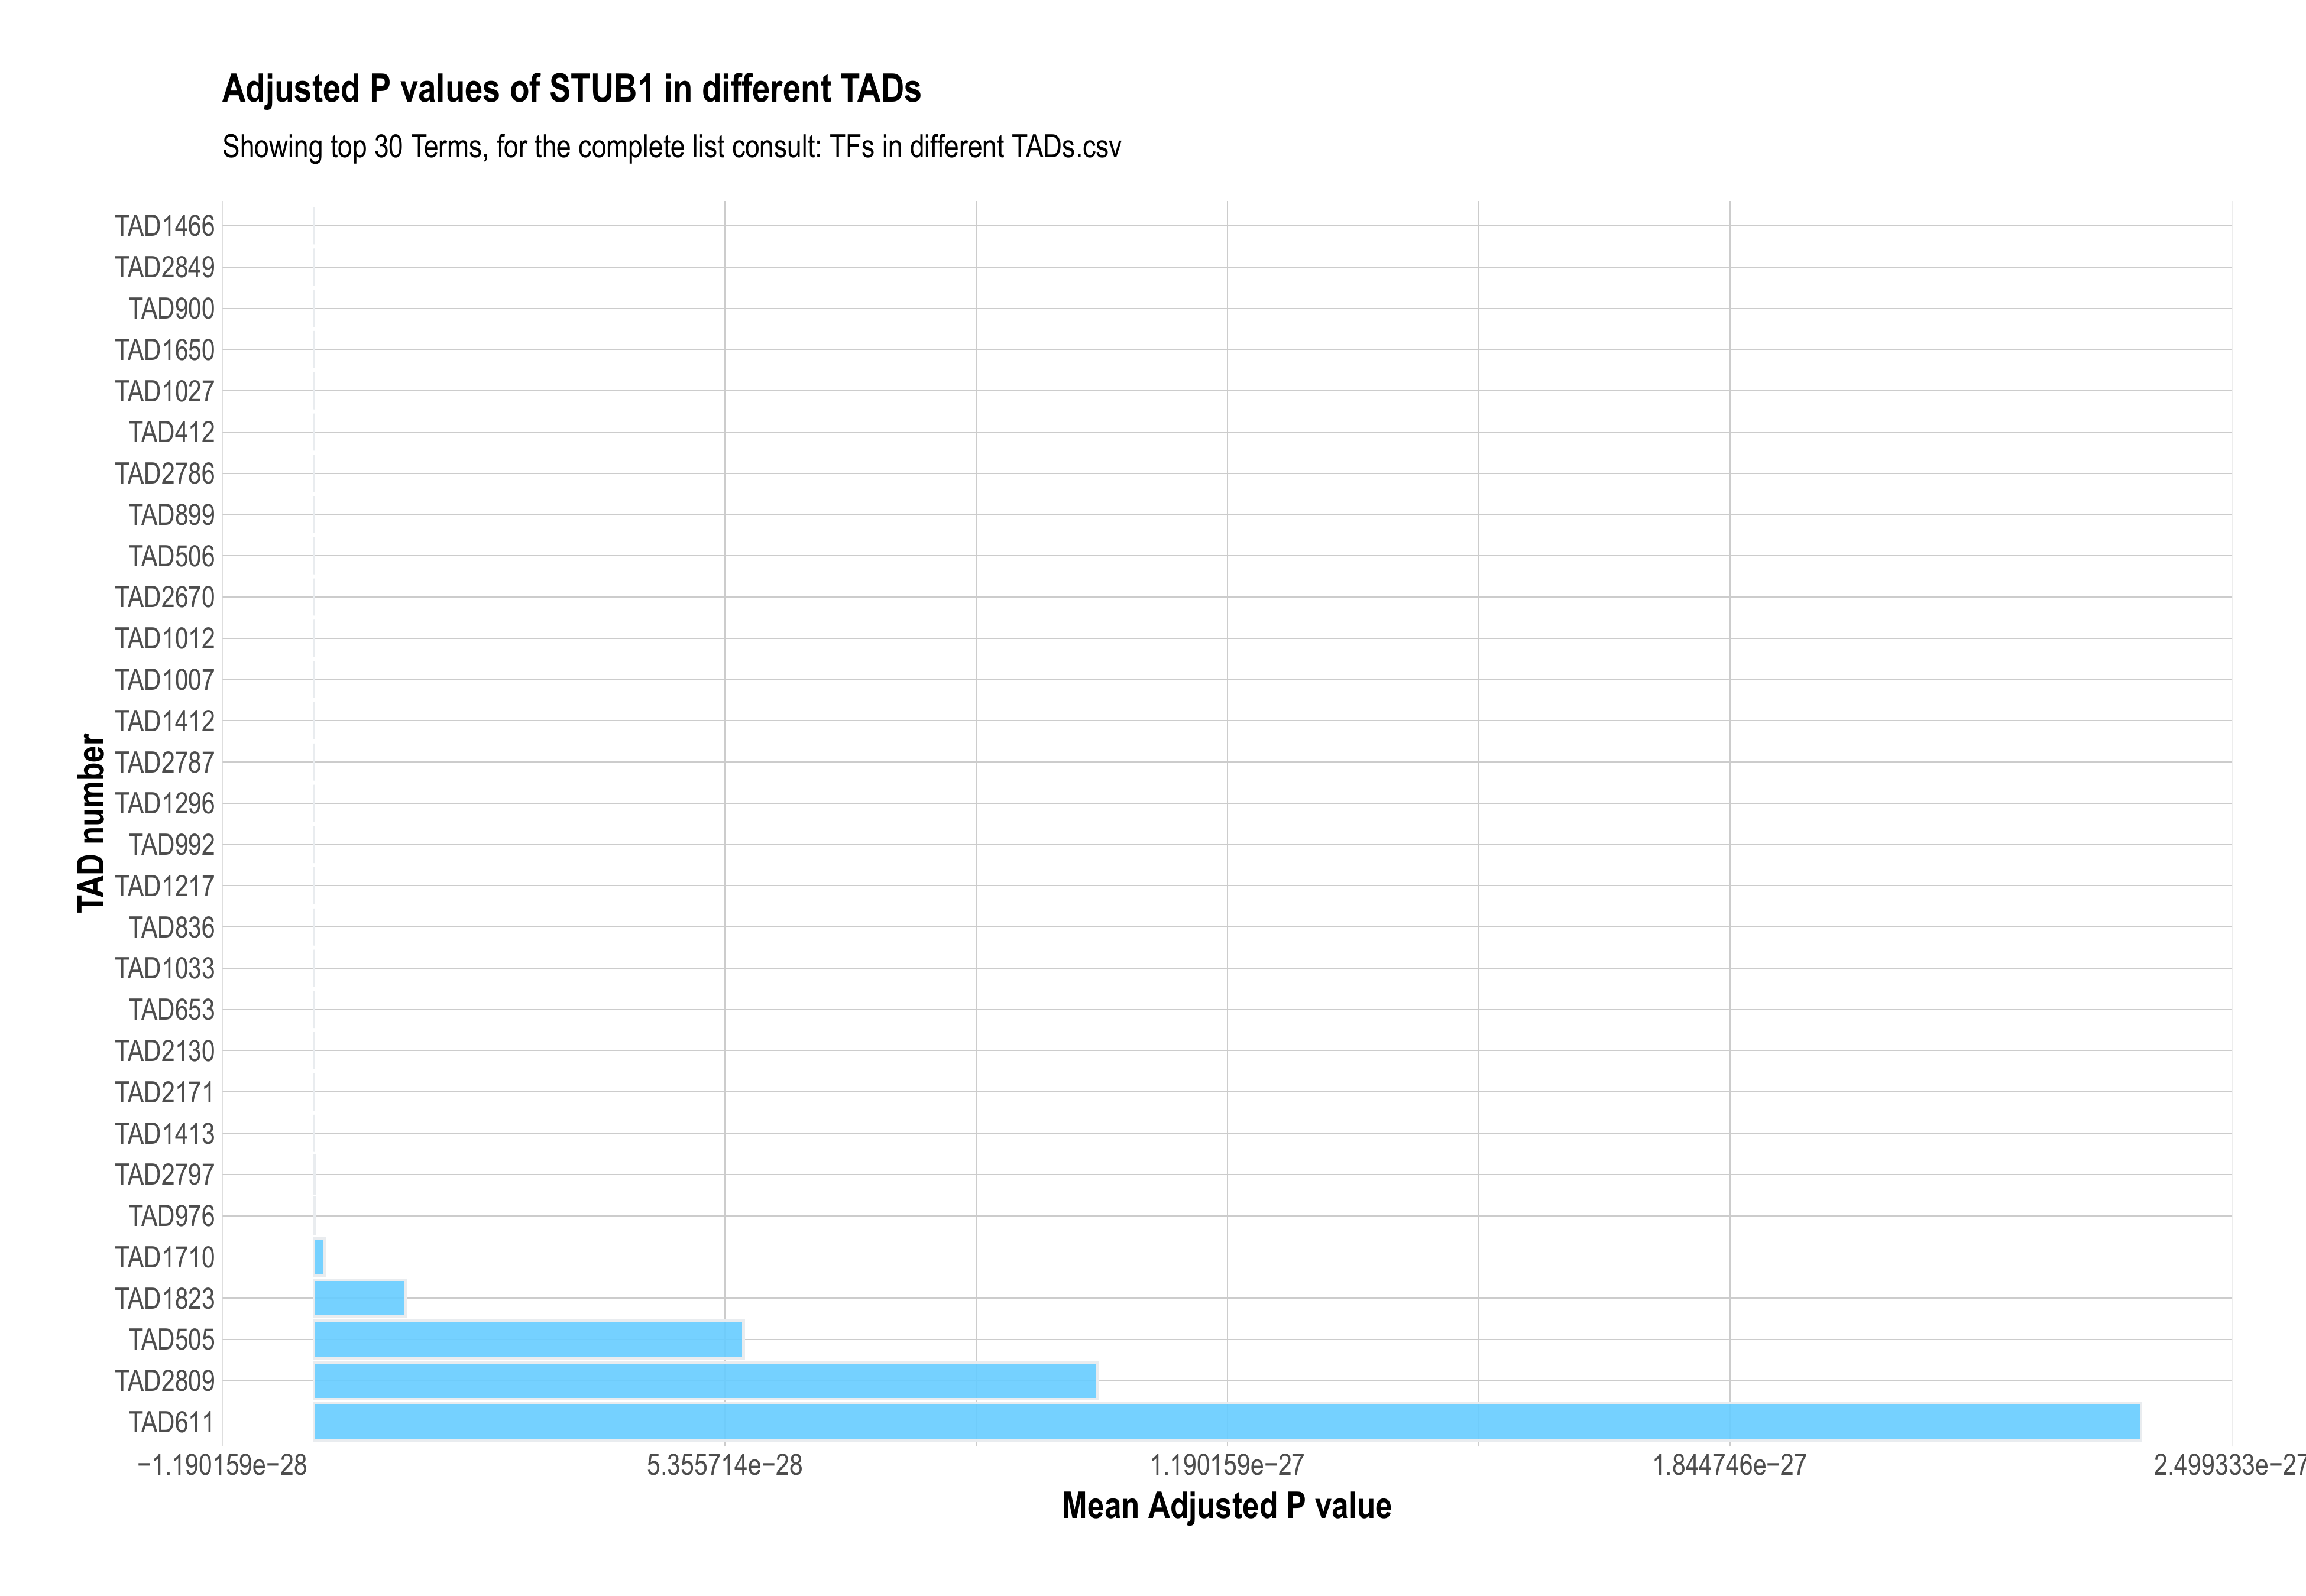 Adjusted P values of STUB1 in different TADs
Showing top 30 Terms, for the complete list consult: TFs in different TADs.csv
TAD number
TAD1466
TAD2849
TAD900
TAD1650
TAD1027
TAD412
TAD2786
TAD899
TAD506
TAD2670
TAD1012
TAD1007
TAD1412
TAD2787
TAD1296
TAD992
TAD1217
TAD836
TAD1033
TAD653
TAD2130
TAD2171
TAD1413
TAD2797
TAD976
TAD1710
TAD1823
TAD505
TAD2809
TAD611
−1.190159e−28 5.355714e−28 1.190159e−27 1.844746e−27 2.499333e−27
Mean Adjusted P value